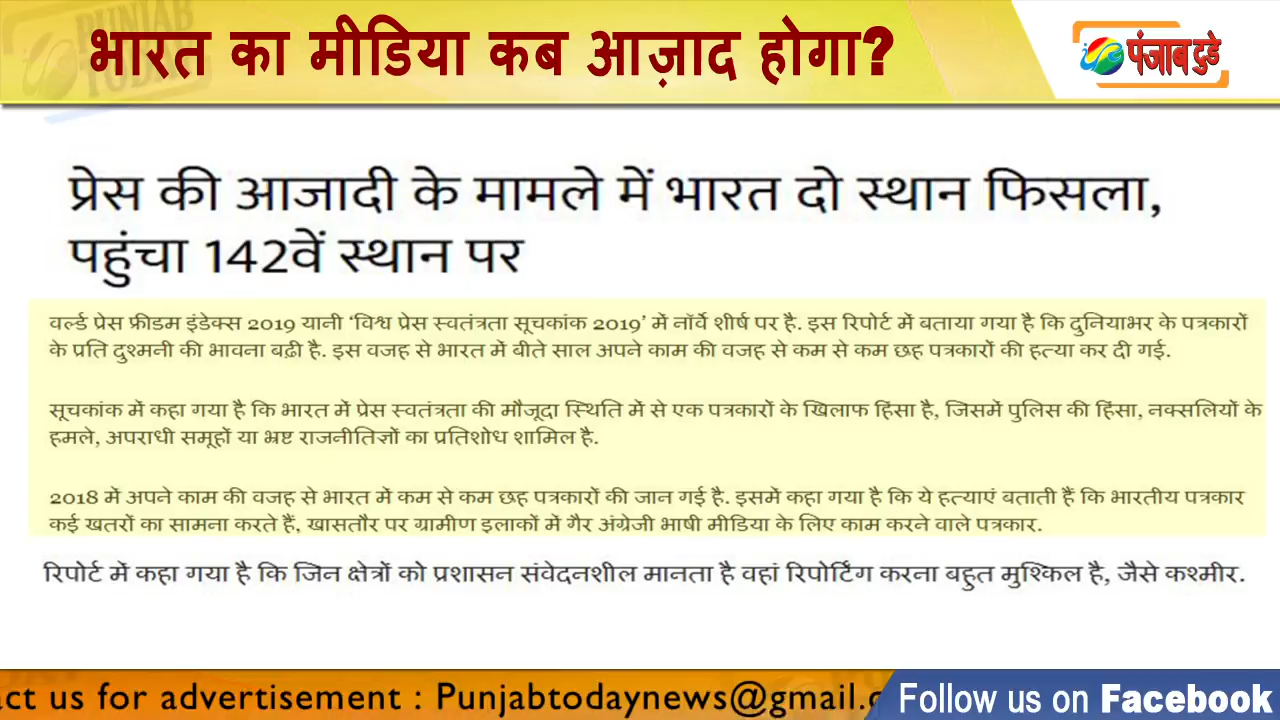 भारत का मीडिया कब आज़ाद होगा?
पंजाब टुडे
PUNJAB
TODAY
प्रेस की आजादी के मामले में भारत दो स्थान फिसला,
पहुंचा 142वें स्थान पर
वर्ल्ड प्रेस फ्रीडम इंडेक्स 2019 यानी ‘विश्व प्रेस स्वतंत्रता सूचकांक 2019’ में नॉर्वे शीर्ष पर है. इस रिपोर्ट में बताया गया है कि दुनियाभर के पत्रकारों
के प्रति दुश्मनी की भावना बढ़ी है. इस वजह से भारत में बीते साल अपने काम की वजह से कम से कम छह पत्रकारों की हत्या कर दी गई.
सूचकांक में कहा गया है कि भारत में प्रेस स्वतंत्रता की मौजूदा स्थिति में से एक पत्रकारों के खिलाफ हिंसा है, जिसमें पुलिस की हिंसा, नक्सलियों के
हमले, अपराधी समूहों या भ्रष्ट राजनीतिज्ञों का प्रतिशोध शामिल है.
2018 में अपने काम की वजह से भारत में कम से कम छह पत्रकारों की जान गई है. इसमें कहा गया है कि ये हत्याएं बताती हैं कि भारतीय पत्रकार
कई खतरों का सामना करते हैं, खासतौर पर ग्रामीण इलाकों में गैर अंग्रेजी भाषी मीडिया के लिए काम करने वाले पत्रकार.
रिपोर्ट में कहा गया है कि जिन क्षेत्रों को प्रशासन संवेदनशील मानता है वहां रिपोर्टिंग करना बहुत मुश्किल है, जैसे कश्मीर.
act us for advertisement : Punjabtodaynews@gmail.c
Follow us on Facebook